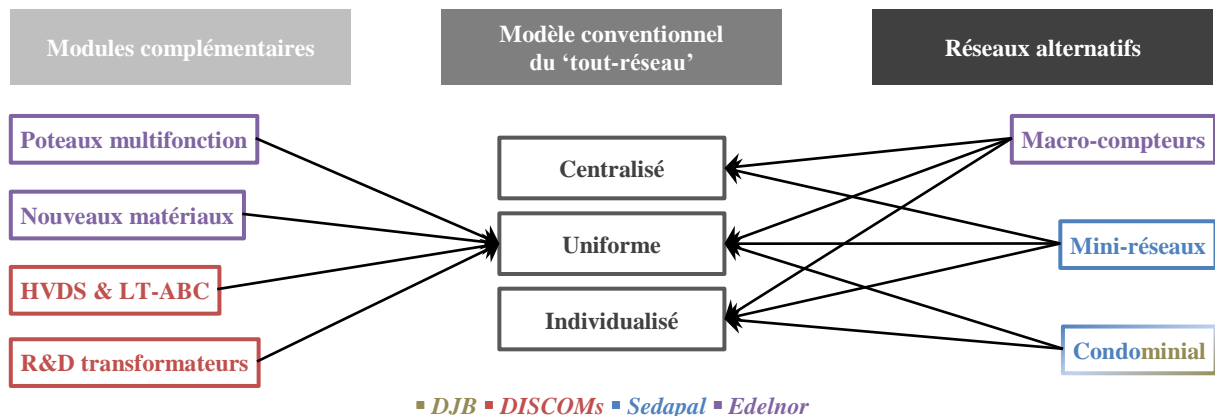 Modules complémentaires
Modèle conventionnel
du ‘tout-réseau’
Réseaux alternatifs
Poteaux multifonction
Nouveaux matériaux
HVDS & LT-ABC
R&D transformateurs
Centralisé
Uniforme
Individualisé
Macro-compteurs
Mini-réseaux
Condominial
DJB DISCOMs Sedapal Edelnor